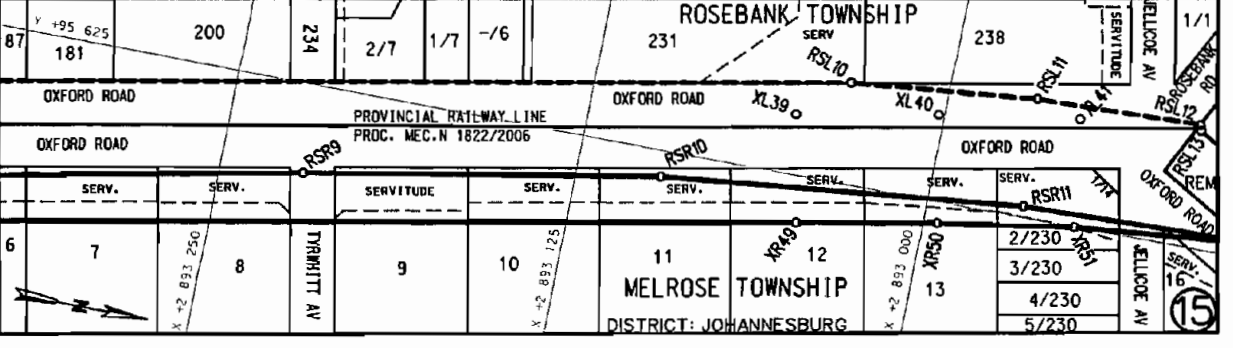 ROSEBANK TOWNSHIP
87
Y +95 625
181
200
234
2/7
1/7
-/6
231
SERV
238
SERVITUDE
JELLICOE AV
1/1
ROSEBANK RD
RSL10
RSL11
OXFORD ROAD
OXFORD ROAD
XL39
XL40
XL41
RSL12
PROVINCIAL RAILWAY LINE
PROC. MEC.N 1822/2006
OXFORD ROAD
OXFORD ROAD
RSL13
REM
OXFORD ROAD
RSR9
RSR10
SERV.
SERV.
SERVITUDE
SERV.
SERV.
SERV.
SERV.
SERV.
1714
RSR11
6
7
X +2 893 250
8
TYRWHITT AV
9
10
X +2 893 125
11
XR49
12
X +2 893 000
XR50
13
2/230
XR51
3/230
4/230
5/230
JELLICOE AV
SERV.
16
N
MELROSE TOWNSHIP
DISTRICT: JOHANNESBURG
15